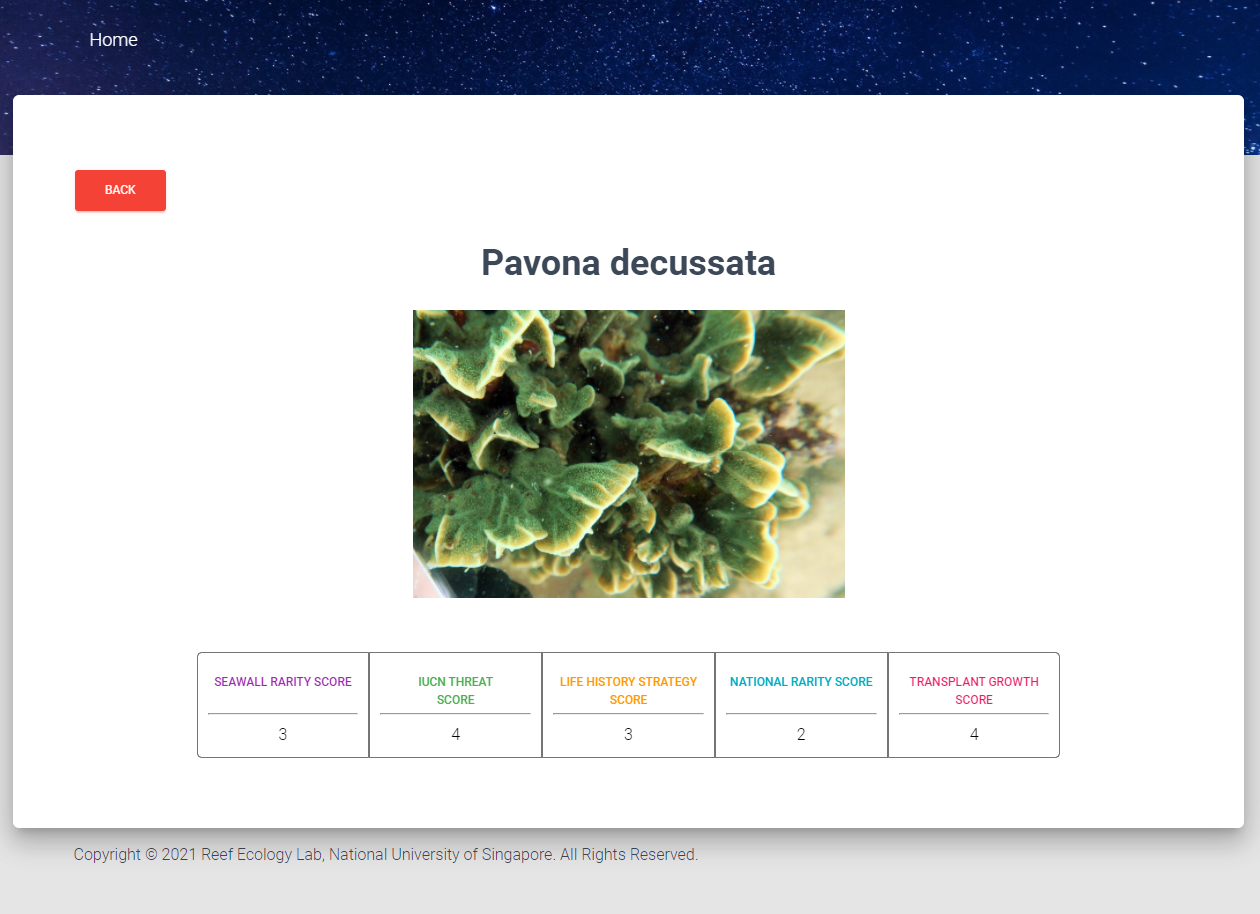 Home
BACK
Pavona decussata
SEAWALL RARITY SCORE
3
IUCN THREAT
SCORE
4
LIFE HISTORY STRATEGY
SCORE
3
NATIONAL RARITY SCORE
2
TRANSPLANT GROWTH
SCORE
4
Copyright © 2021 Reef Ecology Lab, National University of Singapore. All Rights Reserved.